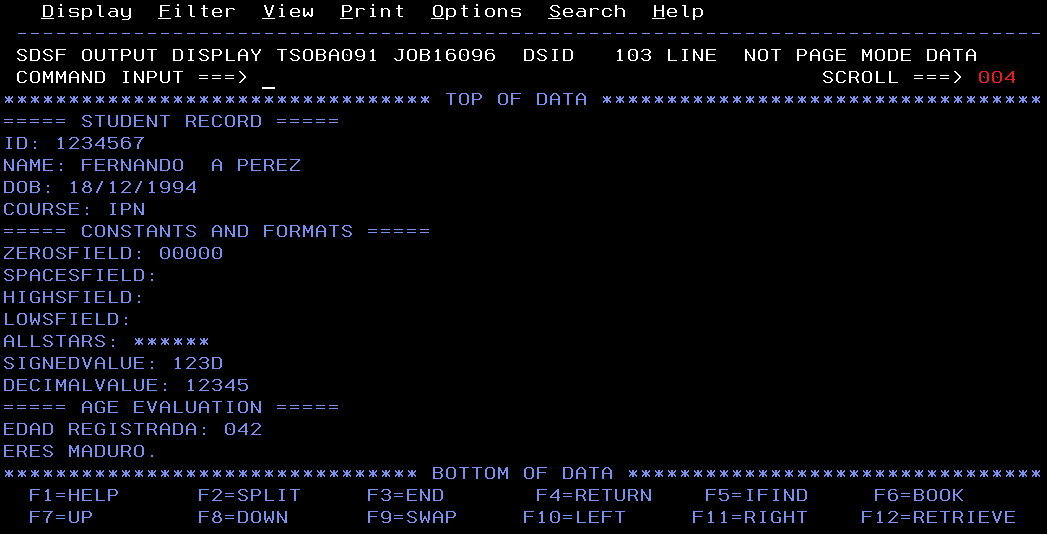 Display Filter View Print Options Search Help
-------------------------------------------------------------------------------
SDSF OUTPUT DISPLAY TSOBA091 JOB16096 DSID 103 LINE NOT PAGE MODE DATA
COMMAND INPUT ===> _ SCROLL ===> 004
********************************* TOP OF DATA **********************************
===== STUDENT RECORD =====
ID: 1234567
NAME: FERNANDO  A PEREZ
DOB: 18/12/1994
COURSE: IPN
===== CONSTANTS AND FORMATS =====
ZEROSFIELD: 00000
SPACESFIELD:
HIGHSFIELD:
LOWSFIELD:
ALLSTARS: ******
SIGNEDVALUE: 123D
DECIMALVALUE: 12345
===== AGE EVALUATION =====
EDAD REGISTRADA: 042
ERES MADURO.
******************************** BOTTOM OF DATA ********************************
F1=HELP F2=SPLIT F3=END F4=RETURN F5=IFIND F6=BOOK
F7=UP F8=DOWN F9=SWAP F10=LEFT F11=RIGHT F12=RETRIEVE